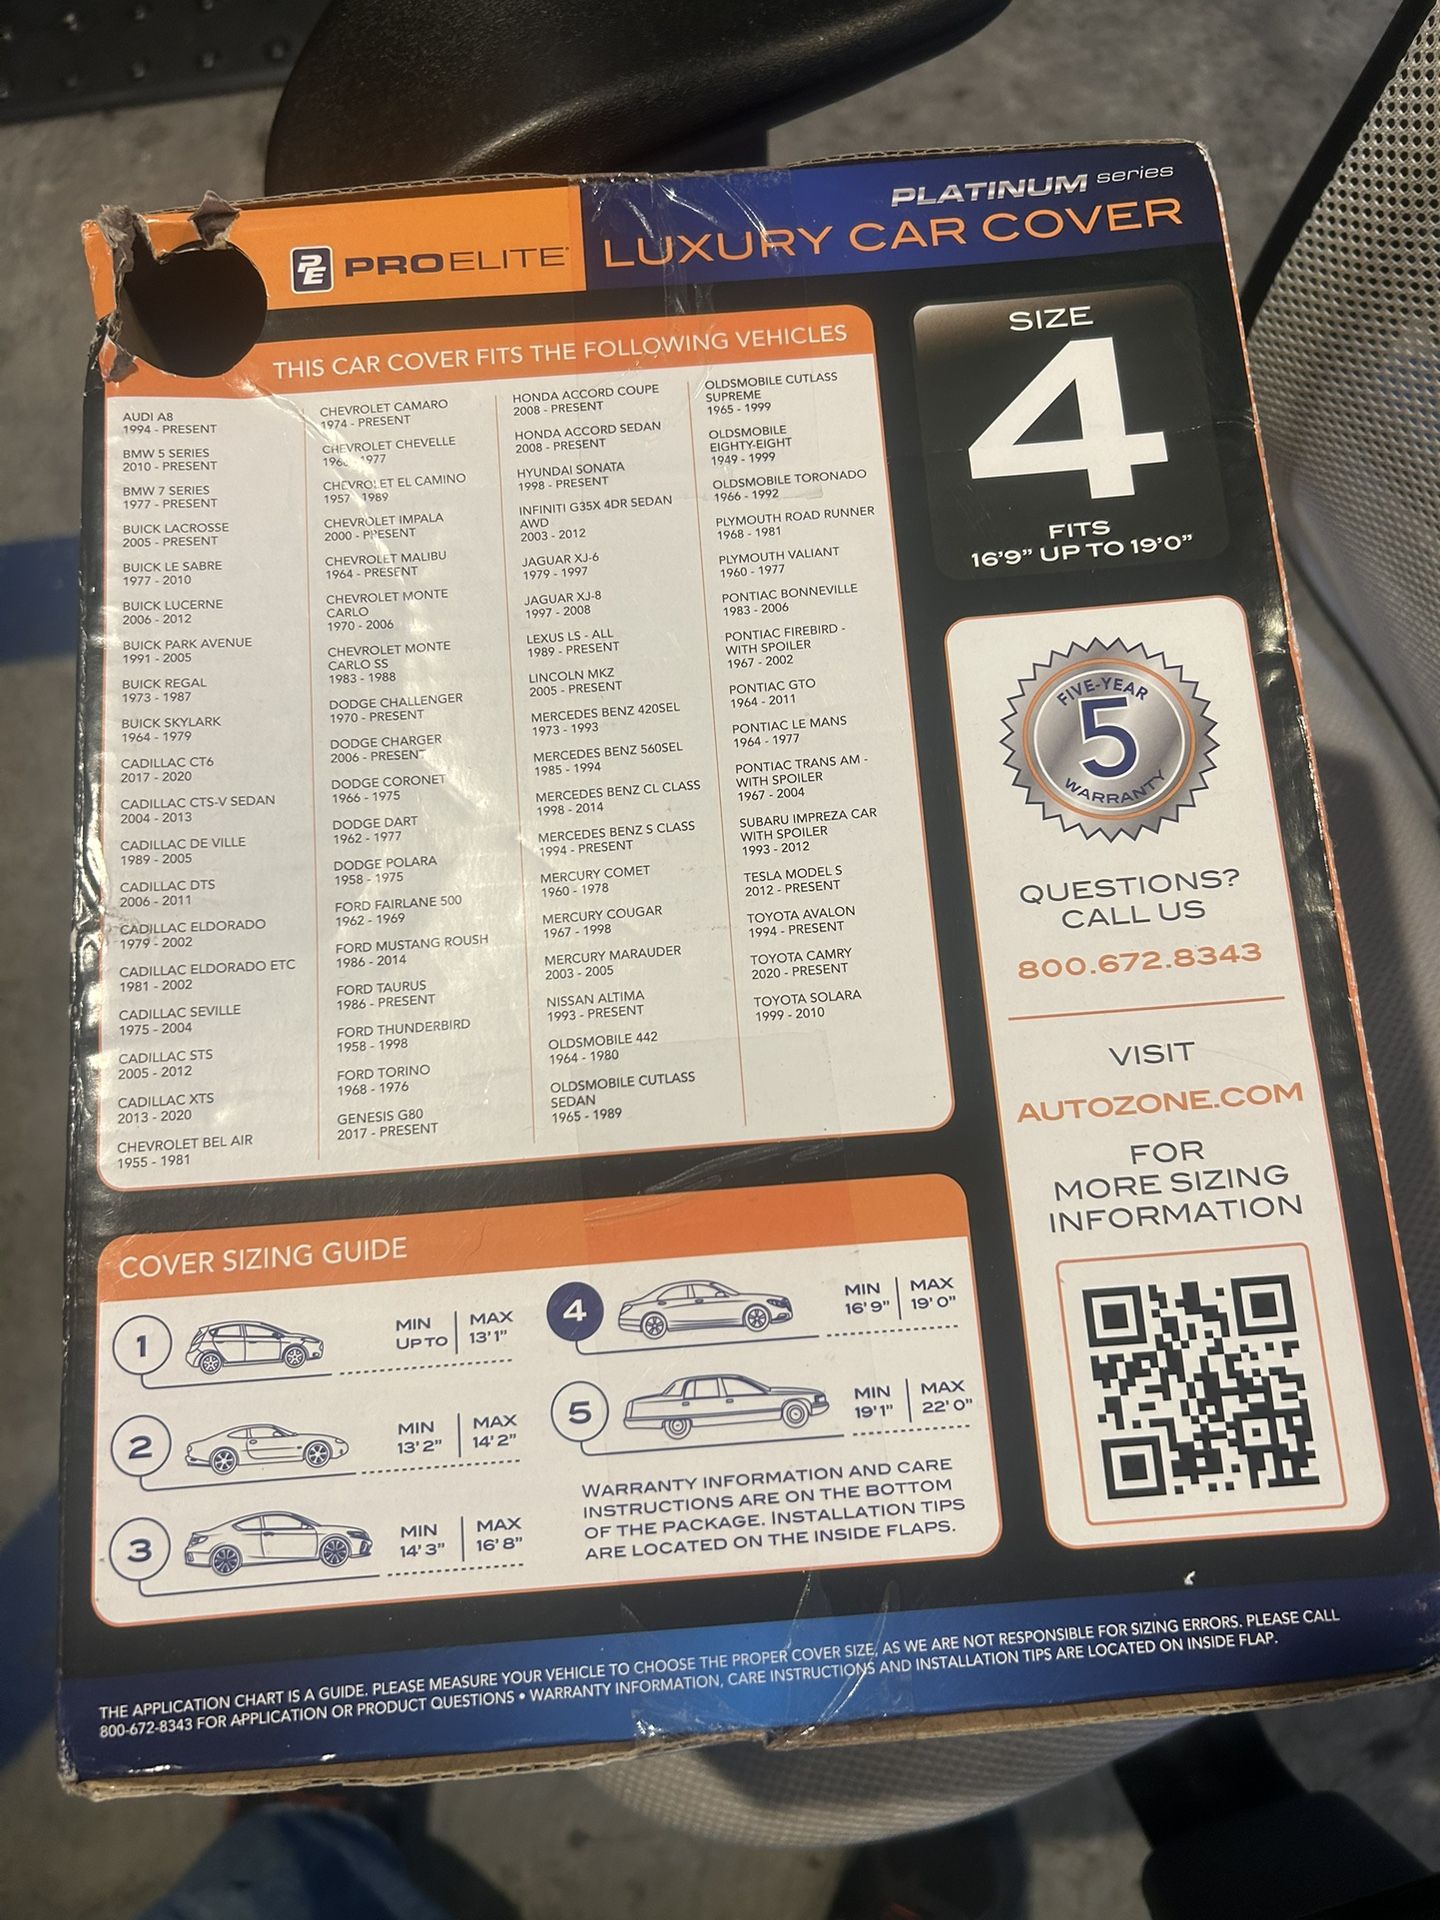 PLATINUM series
PE PROELITE
LUXURY CAR COVER
THIS CAR COVER FITS THE FOLLOWING VEHICLES
AUDI A8
1994 - PRESENT
BMW 5 SERIES
2010 - PRESENT
BMW 7 SERIES
1977 - PRESENT
BUICK LACROSSE
2005 - PRESENT
BUICK LE SABRE
1977 - 2010
BUICK LUCERNE
2006 - 2012
BUICK PARK AVENUE
1991 - 2005
BUICK REGAL
1973 - 1987
BUICK SKYLARK
1964 - 1979
CADILLAC CT6
2017 - 2020
CADILLAC CTS-V SEDAN
2004 - 2013
CADILLAC DE VILLE
1989 - 2005
CADILLAC DTS
2006 - 2011
CADILLAC ELDORADO
1979 - 2002
CADILLAC ELDORADO ETC
1981 - 2002
CADILLAC SEVILLE
1975 - 2004
CADILLAC STS
2005 - 2012
CADILLAC XTS
2013 - 2020
CHEVROLET BEL AIR
1955 - 1981
CHEVROLET CAMARO
1974 - PRESENT
CHEVROLET CHEVELLE
1977
CHEVROLET EL CAMINO
1957 - 1989
CHEVROLET IMPALA
2000 - PRESENT
CHEVROLET MALIBU
1964 - PRESENT
CHEVROLET MONTE
CARLO
1970 - 2006
CHEVROLET MONTE
CARLO SS
1983 - 1988
DODGE CHALLENGER
1970 - PRESENT
DODGE CHARGER
2006 - PRESENT
DODGE CORONET
1966 - 1975
DODGE DART
1962 - 1977
DODGE POLARA
1958 - 1975
FORD FAIRLANE 500
1962 - 1969
FORD MUSTANG ROUSH
1986 - 2014
FORD TAURUS
1986 - PRESENT
FORD THUNDERBIRD
1958 - 1998
FORD TORINO
1968 - 1976
GENESIS G80
2017 - PRESENT
HONDA ACCORD COUPE
2008 - PRESENT
HONDA ACCORD SEDAN
2008 - PRESENT
HYUNDAI SONATA
1998 - PRESENT
INFINITI G35X 4DR SEDAN
AWD
2003 - 2012
JAGUAR XJ-6
1979 - 1997
JAGUAR XJ-8
1997 - 2008
LEXUS LS - ALL
1989 - PRESENT
LINCOLN MKZ
2005 - PRESENT
MERCEDES BENZ 420SEL
1973 - 1993
MERCEDES BENZ 560SEL
1985 - 1994
MERCEDES BENZ CL CLASS
1998 - 2014
MERCEDES BENZ S CLASS
1994 - PRESENT
MERCURY COMET
1960 - 1978
MERCURY COUGAR
1967 - 1998
MERCURY MARAUDER
2003 - 2005
NISSAN ALTIMA
1993 - PRESENT
OLDSMOBILE 442
1964 - 1980
OLDSMOBILE CUTLASS
SEDAN
1965 - 1989
OLDSMOBILE CUTLASS
SUPREME
1965 - 1999
OLDSMOBILE
EIGHTY-EIGHT
1949 - 1999
OLDSMOBILE TORONADO
1966 - 1992
PLYMOUTH ROAD RUNNER
1968 - 1981
PLYMOUTH VALIANT
1960 - 1977
PONTIAC BONNEVILLE
1983 - 2006
PONTIAC FIREBIRD -
WITH SPOILER
1967 - 2002
PONTIAC GTO
1964 - 2011
PONTIAC LE MANS
1964 - 1977
PONTIAC TRANS AM -
WITH SPOILER
1967 - 2004
SUBARU IMPREZA CAR
WITH SPOILER
1993 - 2012
TESLA MODEL S
2012 - PRESENT
TOYOTA AVALON
1994 - PRESENT
TOYOTA CAMRY
2020 - PRESENT
TOYOTA SOLARA
1999 - 2010
SIZE
4
FITS
16'9" UP TO 19'0"
FIVE-YEAR
5
WARRANTY
QUESTIONS?
CALL US
800.672.8343
VISIT
AUTOZONE.COM
FOR
MORE SIZING
INFORMATION
COVER SIZING GUIDE
1
MIN MAX
UP TO 13'1"
2
MIN MAX
13'2" 14'2"
3
MIN MAX
14'3" 16'8"
4
MIN MAX
16'9" 19'0"
5
MIN MAX
19'1" 22'0"
WARRANTY INFORMATION AND CARE
INSTRUCTIONS ARE ON THE BOTTOM
OF THE PACKAGE. INSTALLATION TIPS
ARE LOCATED ON THE INSIDE FLAPS.
THE APPLICATION CHART IS A GUIDE. PLEASE MEASURE YOUR VEHICLE TO CHOOSE THE PROPER COVER SIZE, AS WE ARE NOT RESPONSIBLE FOR SIZING ERRORS. PLEASE CALL
800-672-8343 FOR APPLICATION OR PRODUCT QUESTIONS • WARRANTY INFORMATION, CARE INSTRUCTIONS AND INSTALLATION TIPS ARE LOCATED ON INSIDE FLAP.